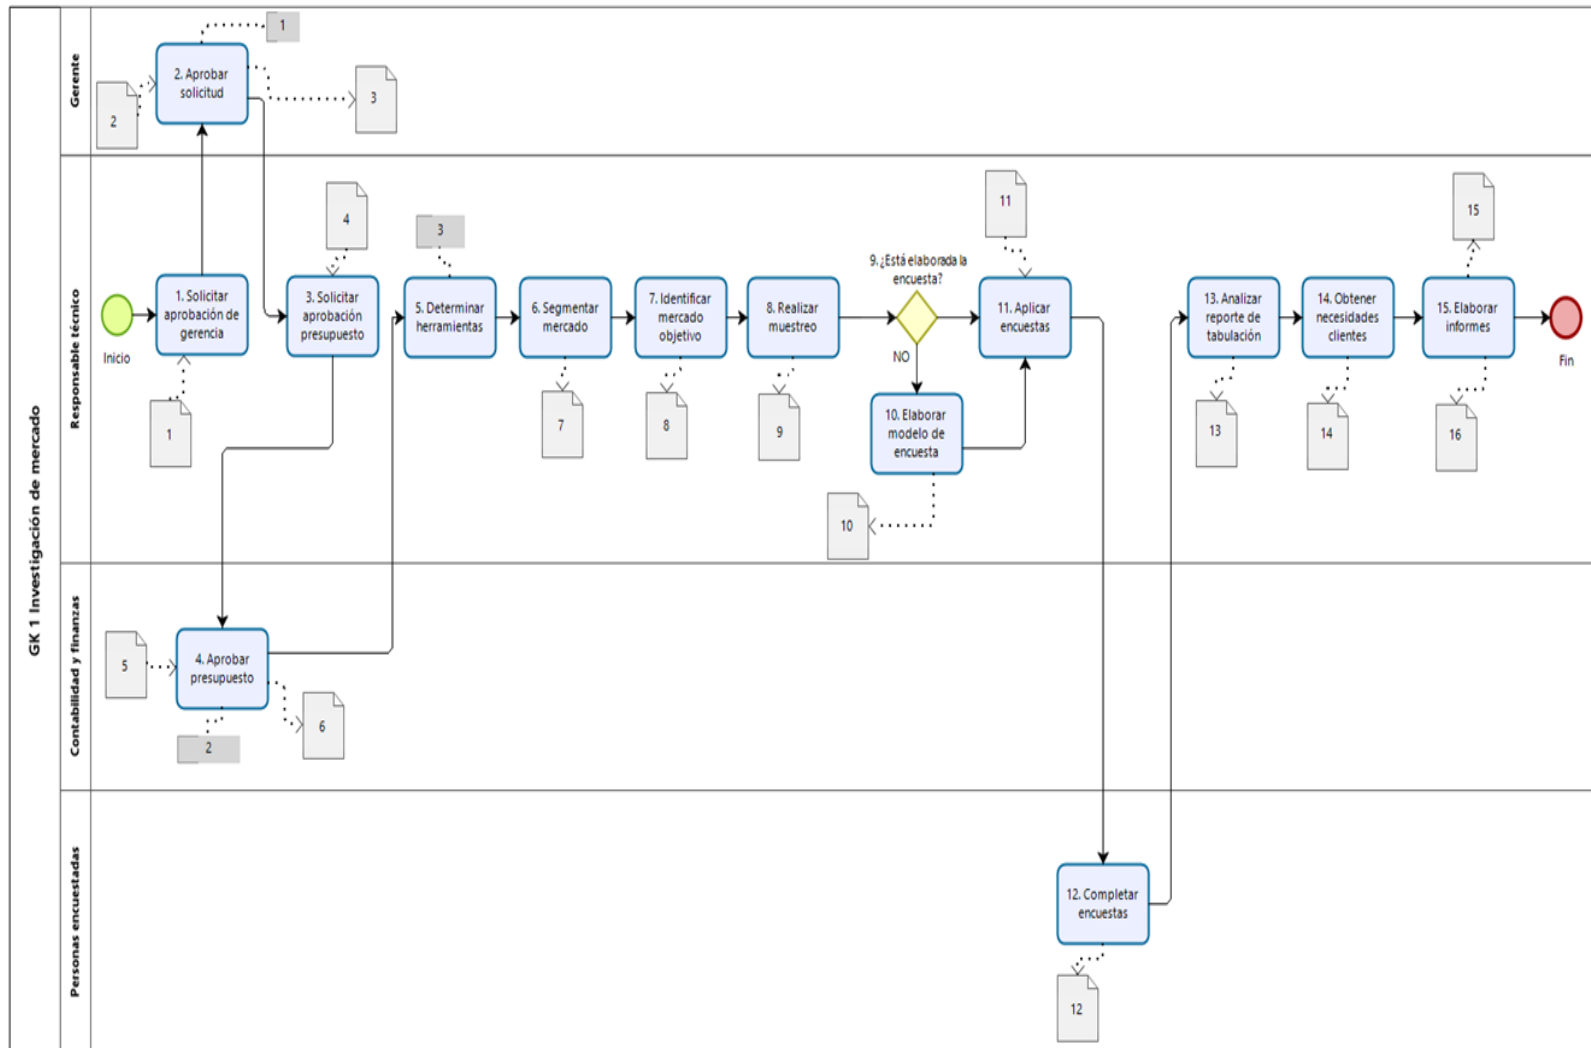 GK 1 Investigación de mercado
Gerente
1
2. Aprobar
solicitud
2
3
Responsable técnico
Inicio
1. Solicitar
aprobación de
gerencia
1
4
3. Solicitar
aprobación
presupuesto
3
5. Determinar
herramientas
6. Segmentar
mercado
7
7. Identificar
mercado
objetivo
8
8. Realizar
muestreo
9
9. ¿Está elaborada la
encuesta?
NO
10. Elaborar
modelo de
encuesta
10
11
11. Aplicar
encuestas
13. Analizar
reporte de
tabulación
13
14. Obtener
necesidades
clientes
14
15
15. Elaborar
informes
16
Fin
Contabilidad y finanzas
5
4. Aprobar
presupuesto
6
2
Personas encuestadas
12. Completar
encuestas
12